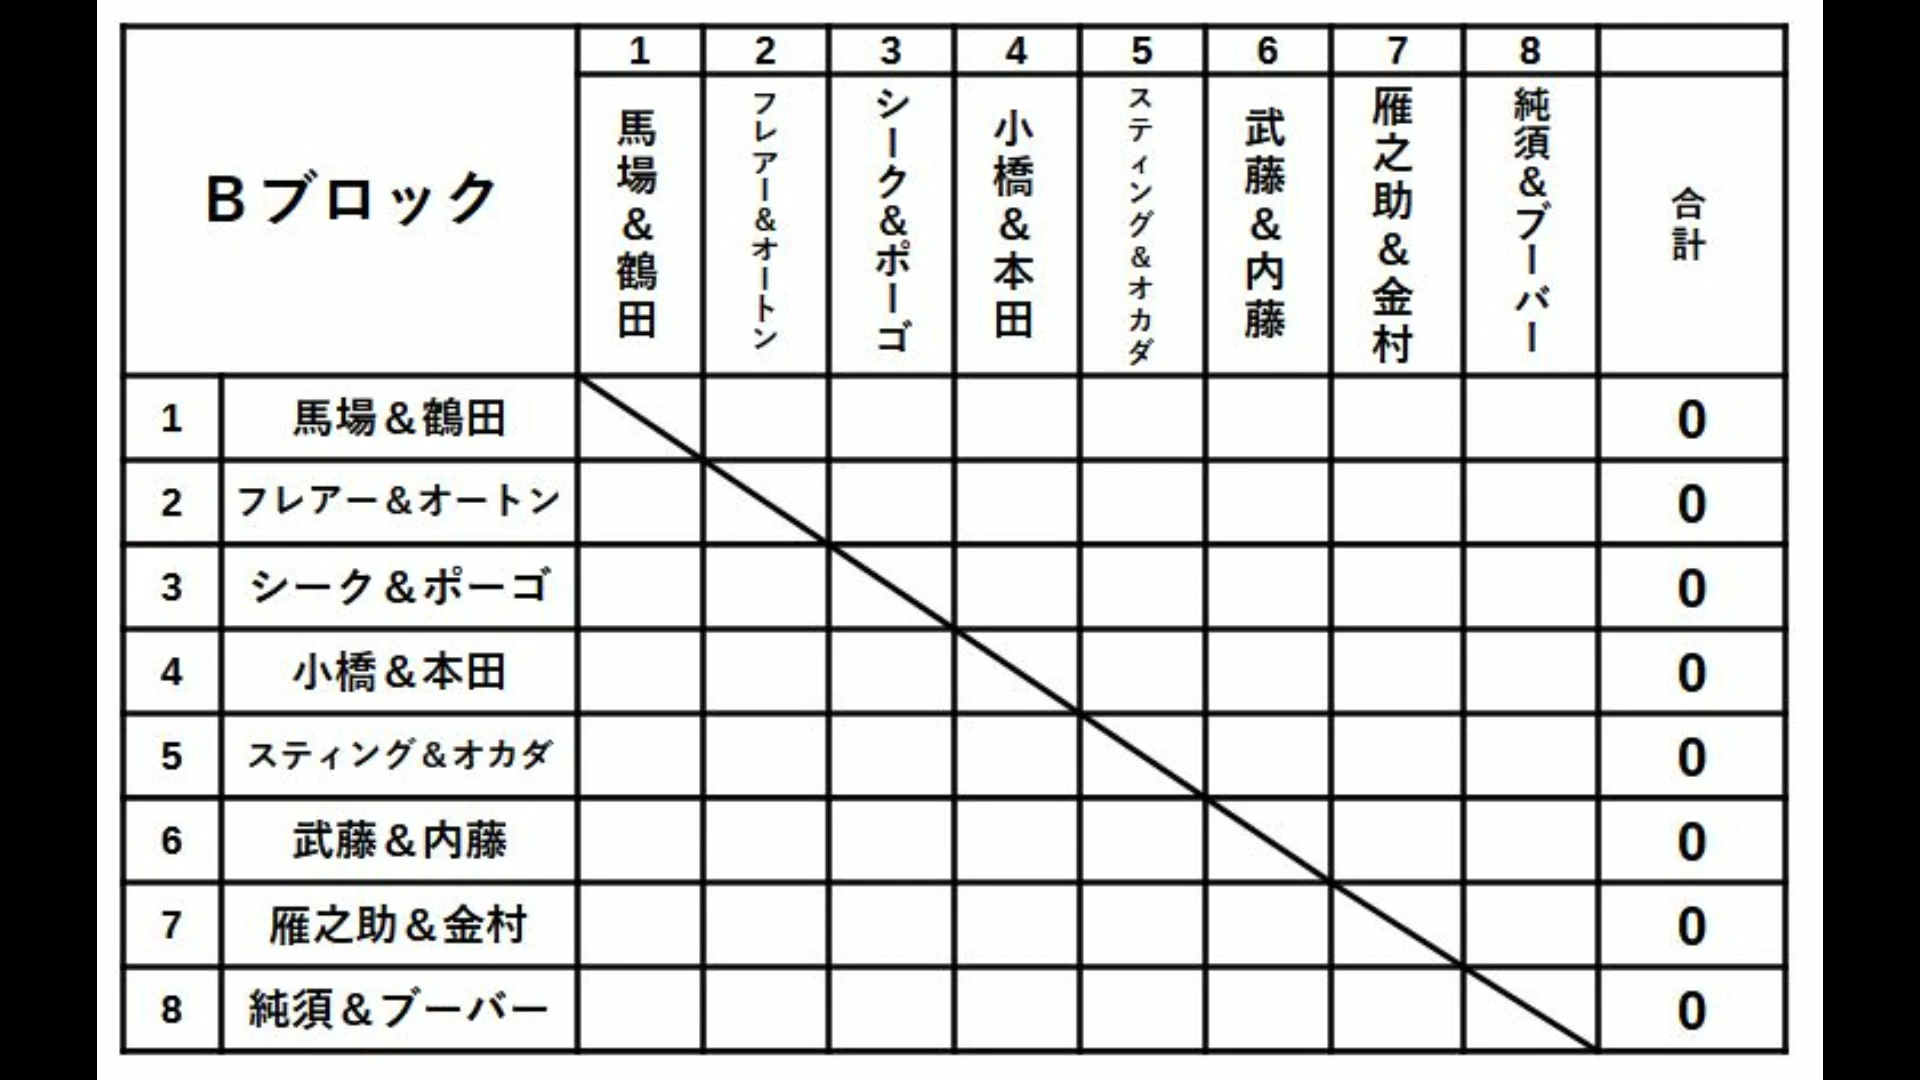 1 2 3 4 5 6 7 8
Bブロック 馬場&鶴田 フレアー&オートン シーク&ポーゴ 小橋&本田 スティング&オカダ 武藤&内藤 雁之助&金村 純須&ブーバー 合計
1 馬場&鶴田 0
2 フレアー&オートン 0
3 シーク&ポーゴ 0
4 小橋&本田 0
5 スティング&オカダ 0
6 武藤&内藤 0
7 雁之助&金村 0
8 純須&ブーバー 0